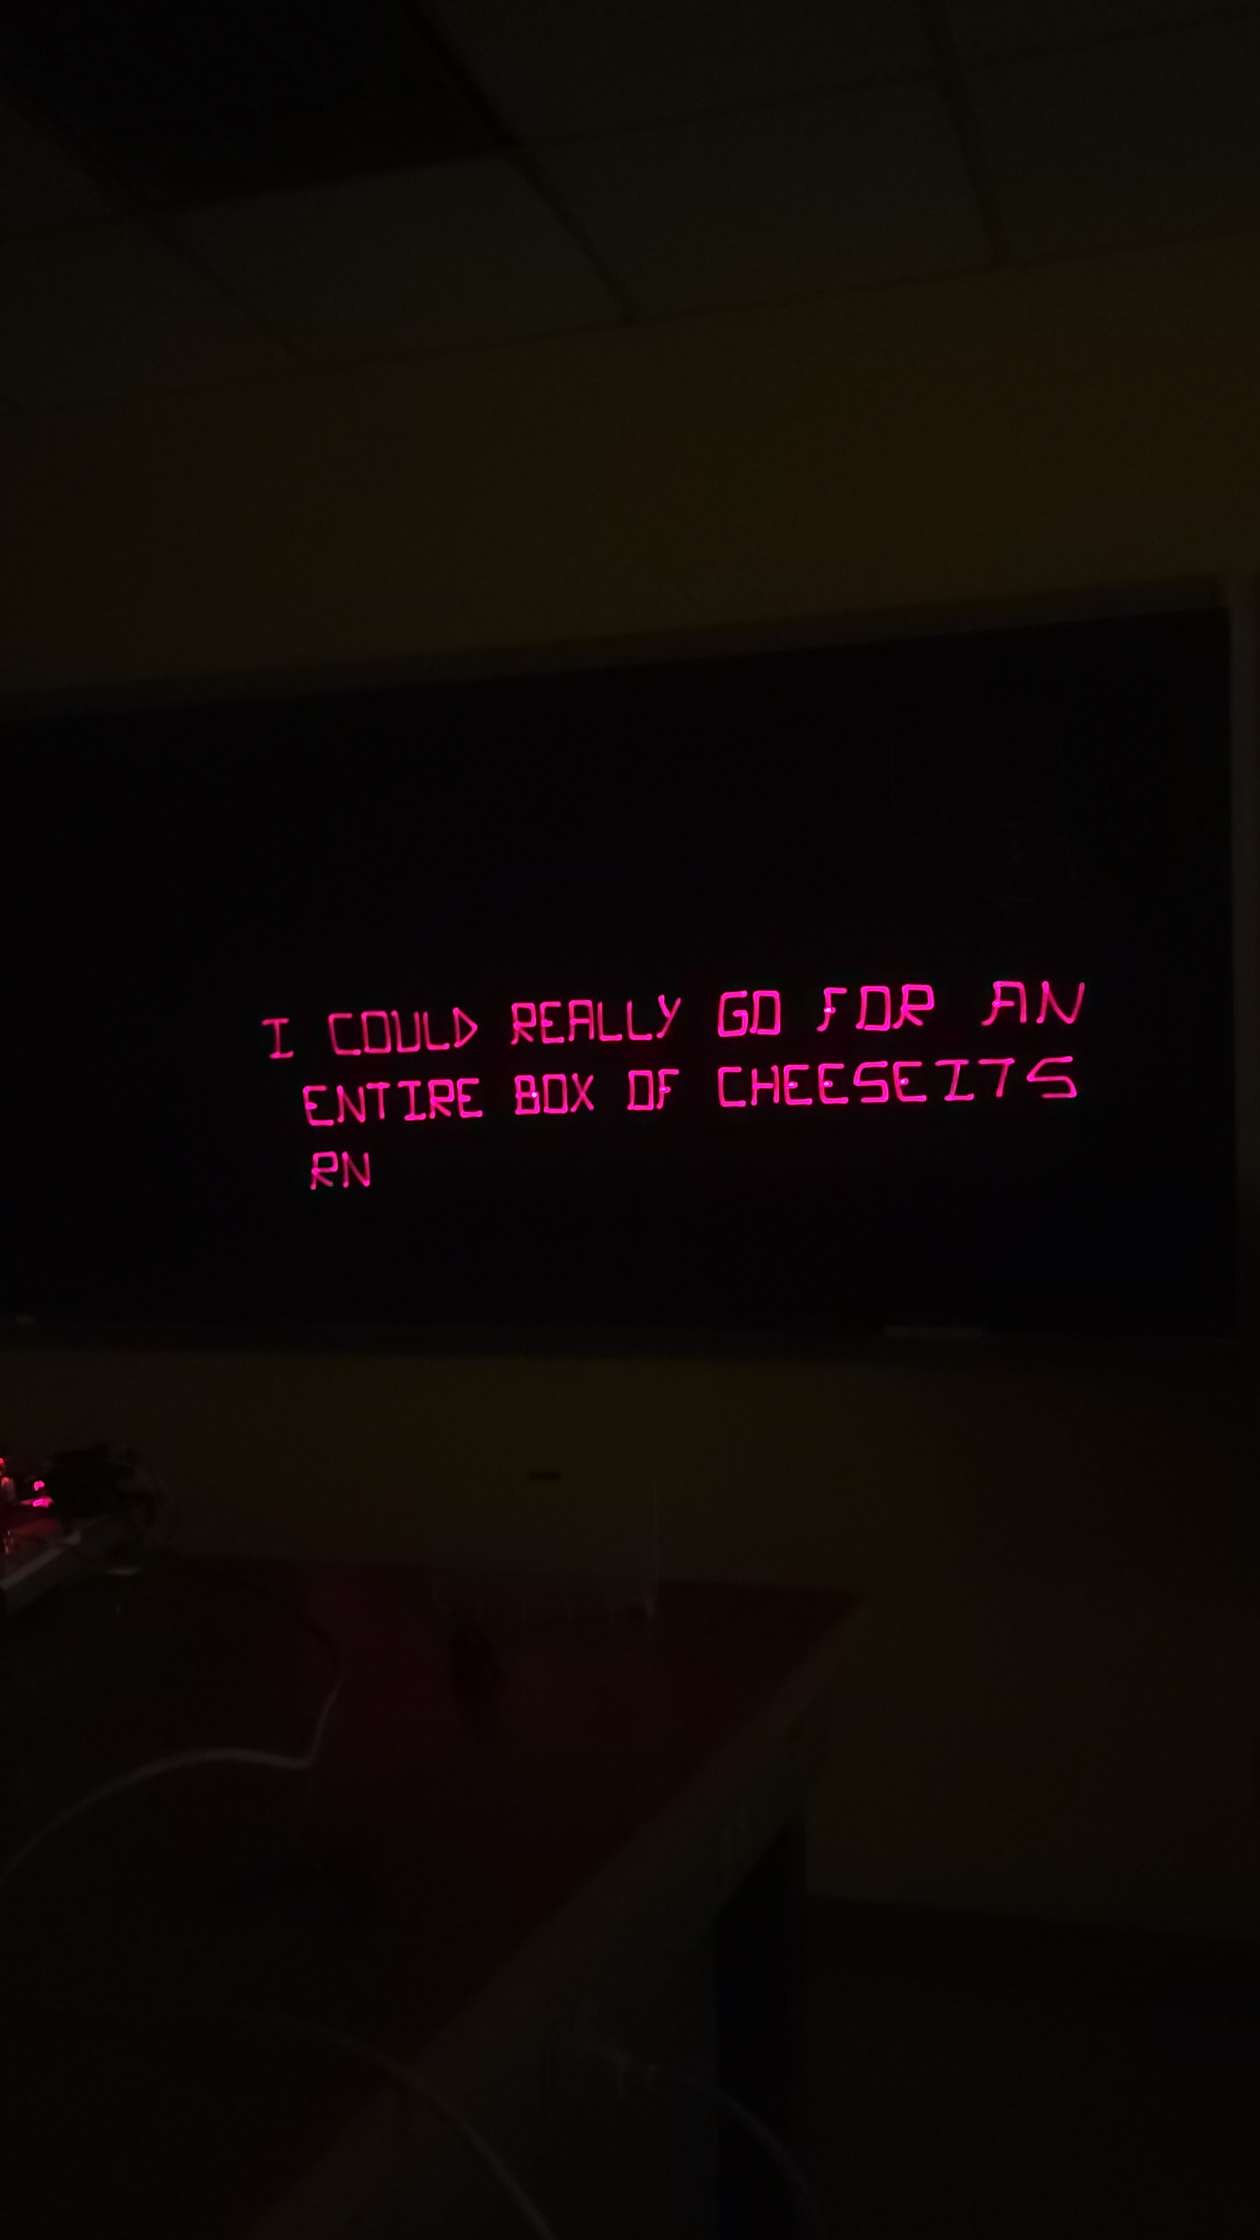 I COULD REALLY GO FOR AN
ENTIRE BOX OF CHEESEITS
RN